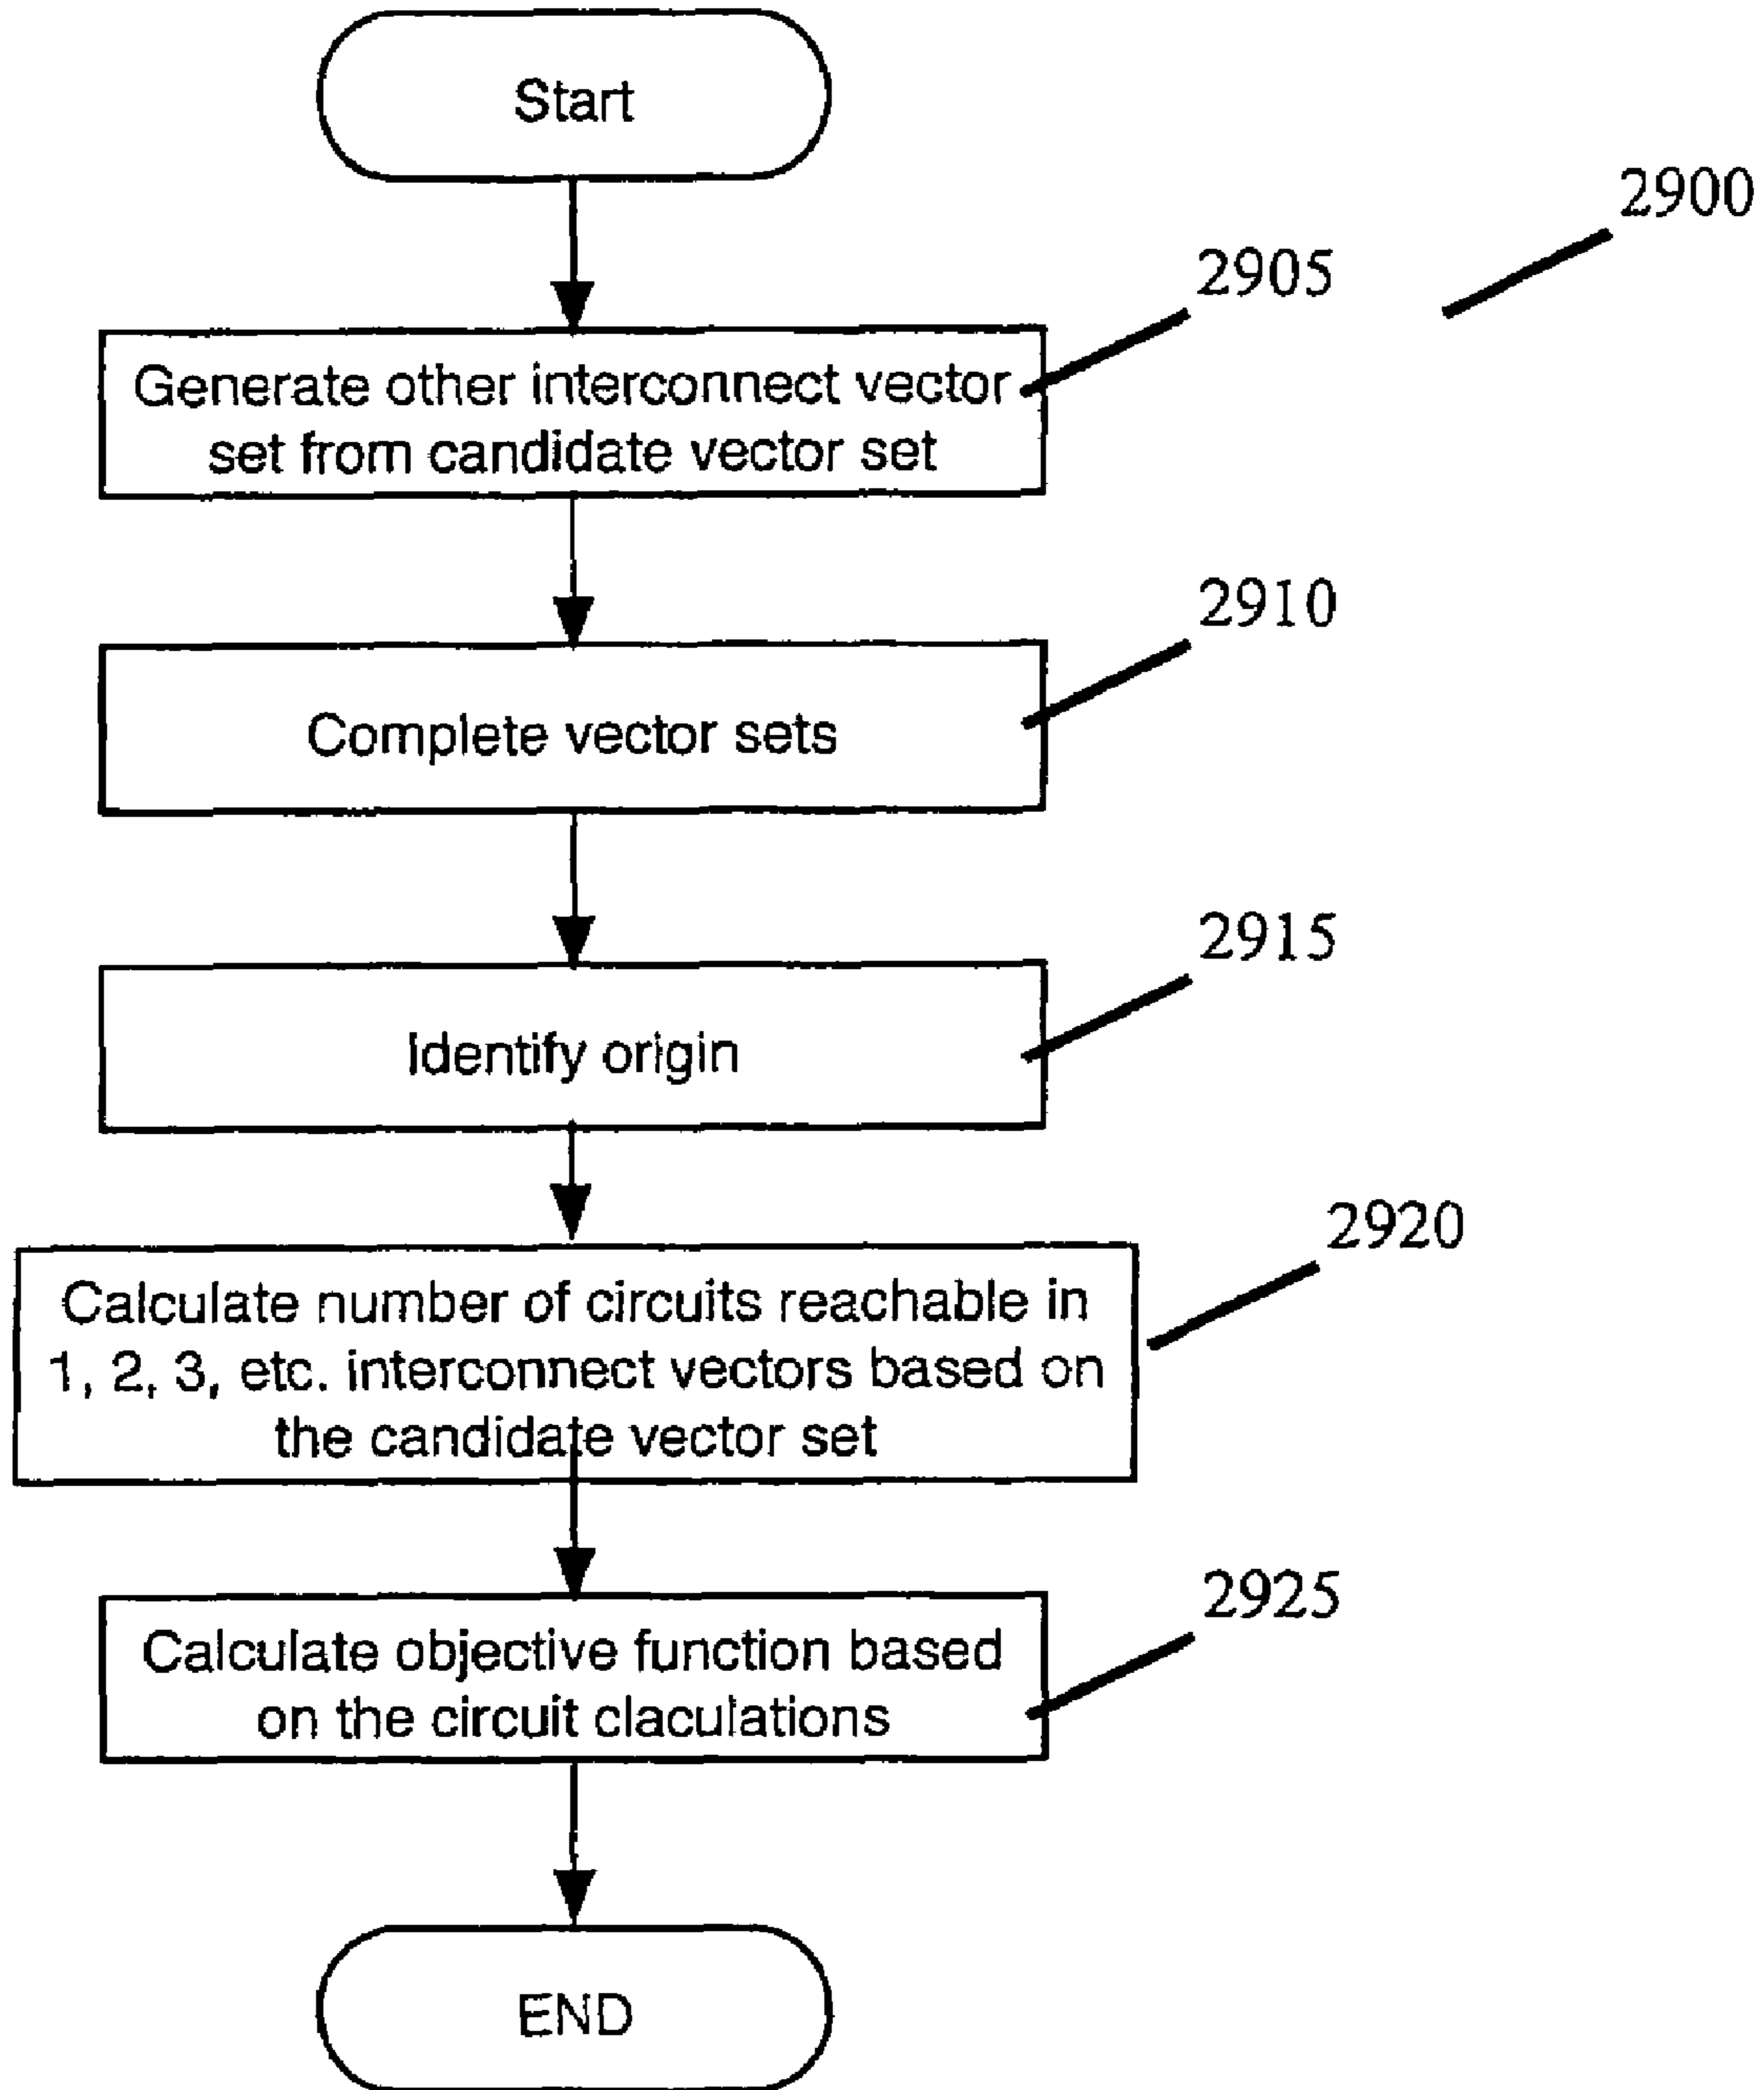 Start
2900
2905
Generate other interconnect vector
set from candidate vector set
2910
Complete vector sets
2915
Identify origin
2920
Calculate number of circuits reachable in
1, 2, 3, etc. interconnect vectors based on
the candidate vector set
2925
Calculate objective function based
on the circuit claculations
END